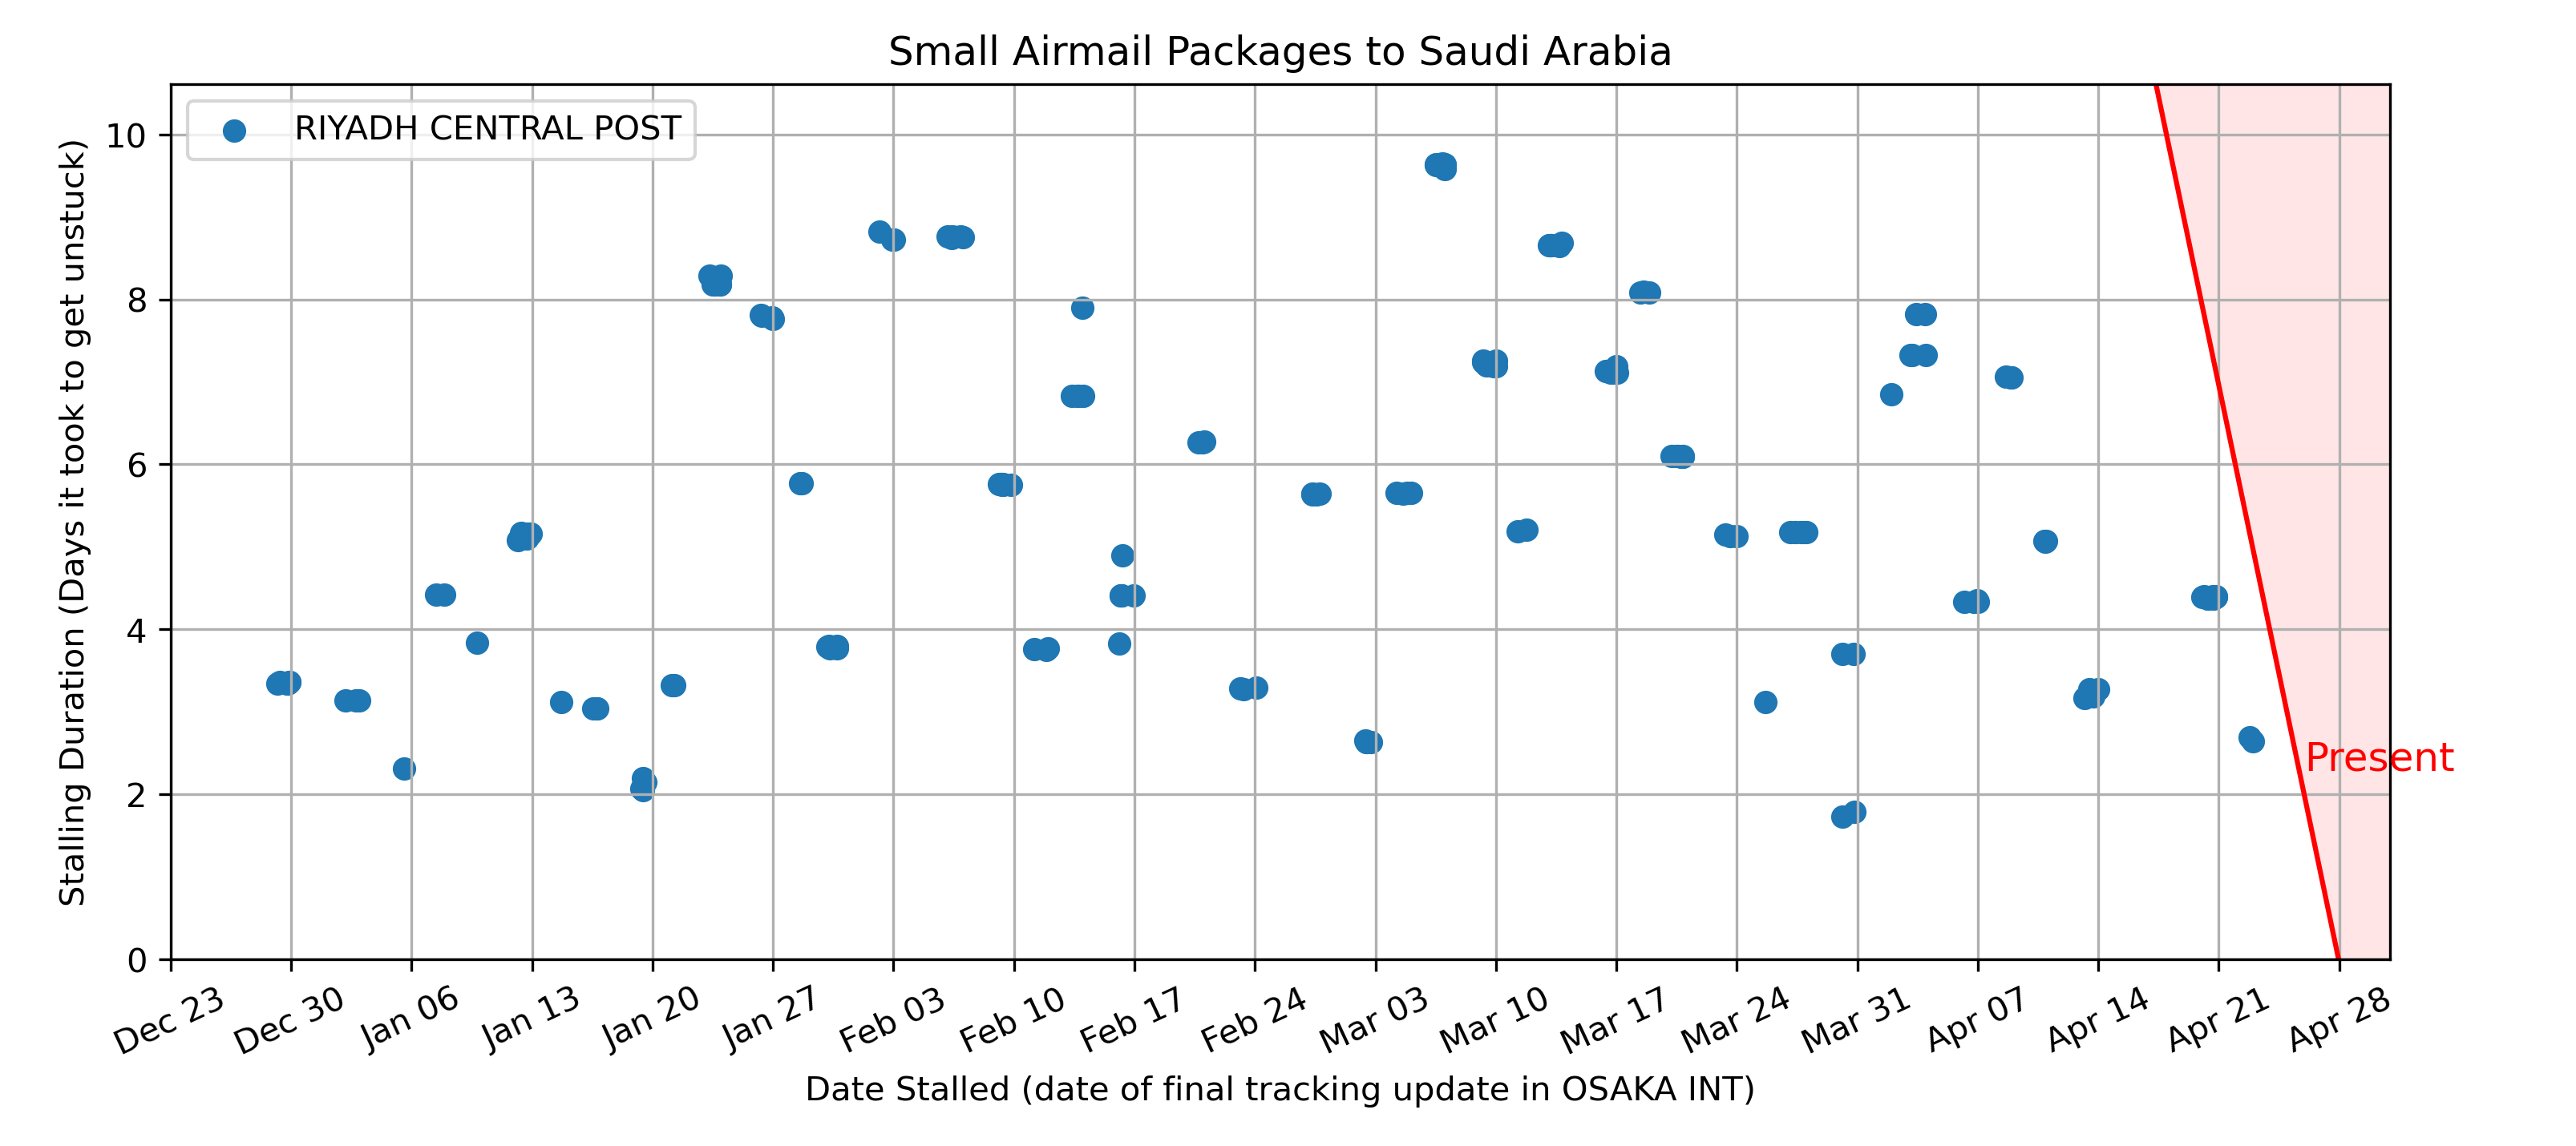 Small Airmail Packages to Saudi Arabia
RIYADH CENTRAL POST
Stalling Duration (Days it took to get unstuck)
10
8
6
4
2
0
Present
Dec 23
Dec 30
Jan 06
Jan 13
Jan 20
Jan 27
Feb 03
Feb 10
Feb 17
Feb 24
Mar 03
Mar 10
Mar 17
Mar 24
Mar 31
Apr 07
Apr 14
Apr 21
Apr 28
Date Stalled (date of final tracking update in OSAKA INT)